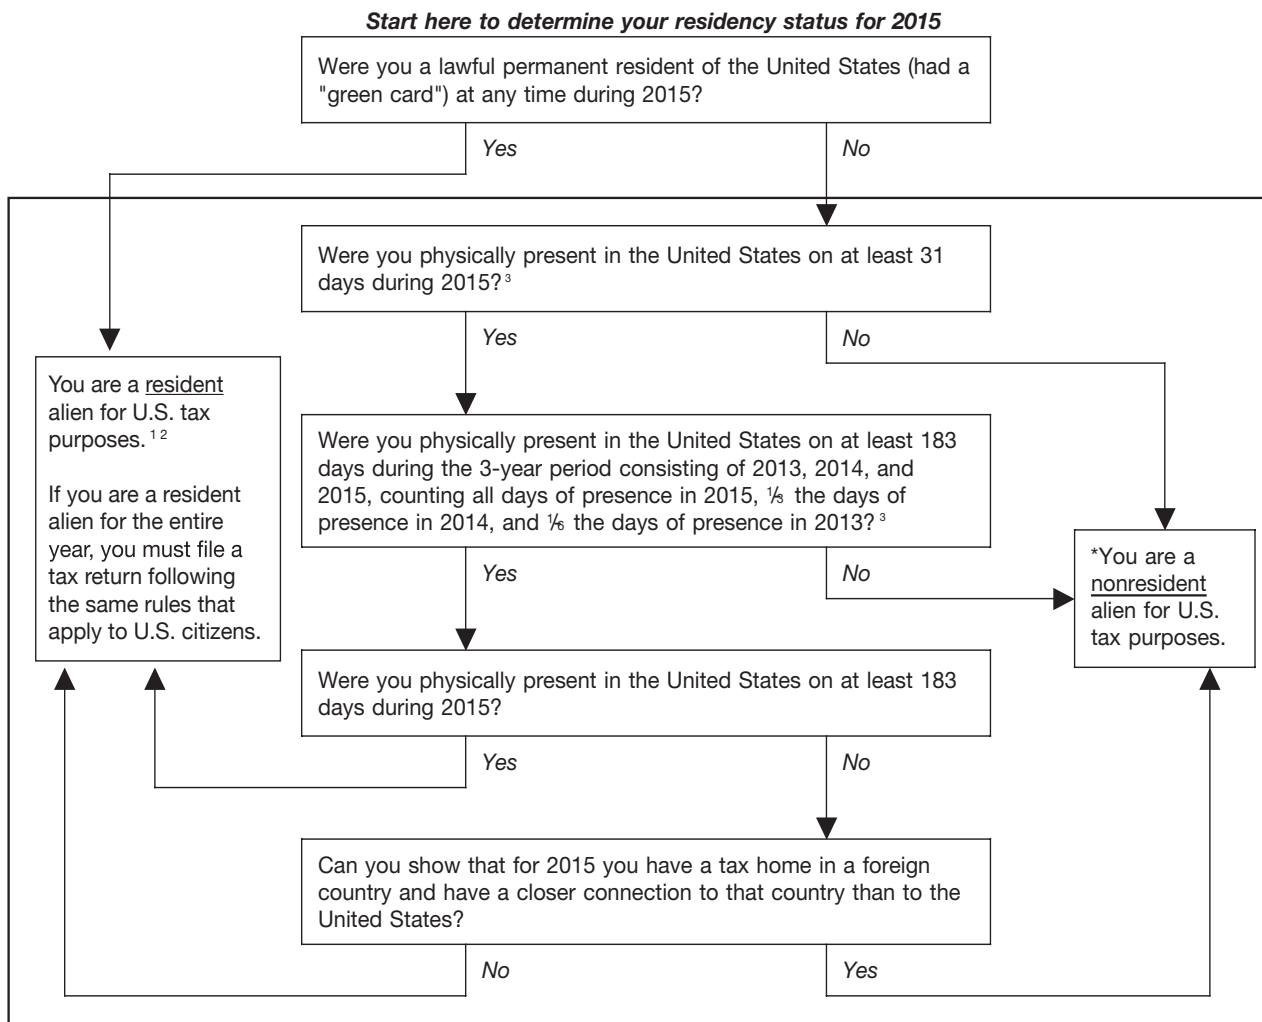 Start here to determine your residency status for 2015
Were you a lawful permanent resident of the United States (had a
"green card") at any time during 2015?
Yes
No
Were you physically present in the United States on at least 31
days during 2015? 3
Yes
No
You are a resident
alien for U.S. tax
purposes. 1 2
If you are a resident
alien for the entire
year, you must file a
tax return following
the same rules that
apply to U.S. citizens.
Were you physically present in the United States on at least 183
days during the 3-year period consisting of 2013, 2014, and
2015, counting all days of presence in 2015, 1/3 the days of
presence in 2014, and 1/6 the days of presence in 2013? 3
Yes
No
*You are a
nonresident
alien for U.S.
tax purposes.
Were you physically present in the United States on at least 183
days during 2015?
Yes
No
Can you show that for 2015 you have a tax home in a foreign
country and have a closer connection to that country than to the
United States?
No
Yes